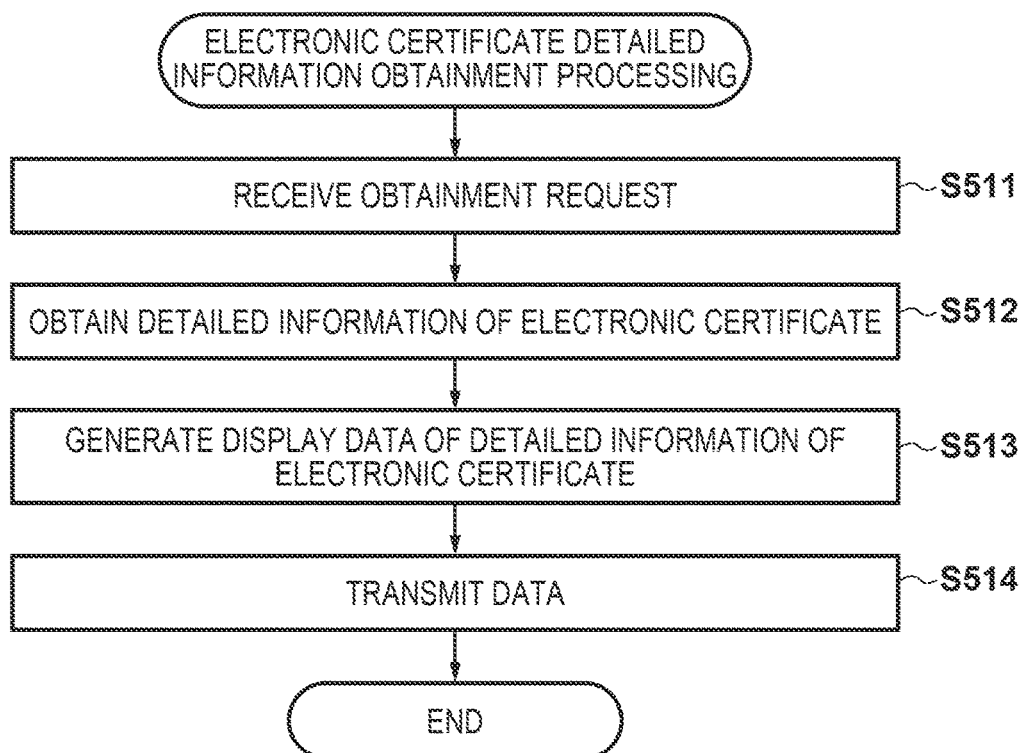 ELECTRONIC CERTIFICATE DETAILED
INFORMATION OBTAINMENT PROCESSING
RECEIVE OBTAINMENT REQUEST
S511
OBTAIN DETAILED INFORMATION OF ELECTRONIC CERTIFICATE
S512
GENERATE DISPLAY DATA OF DETAILED INFORMATION OF
ELECTRONIC CERTIFICATE
S513
TRANSMIT DATA
S514
END